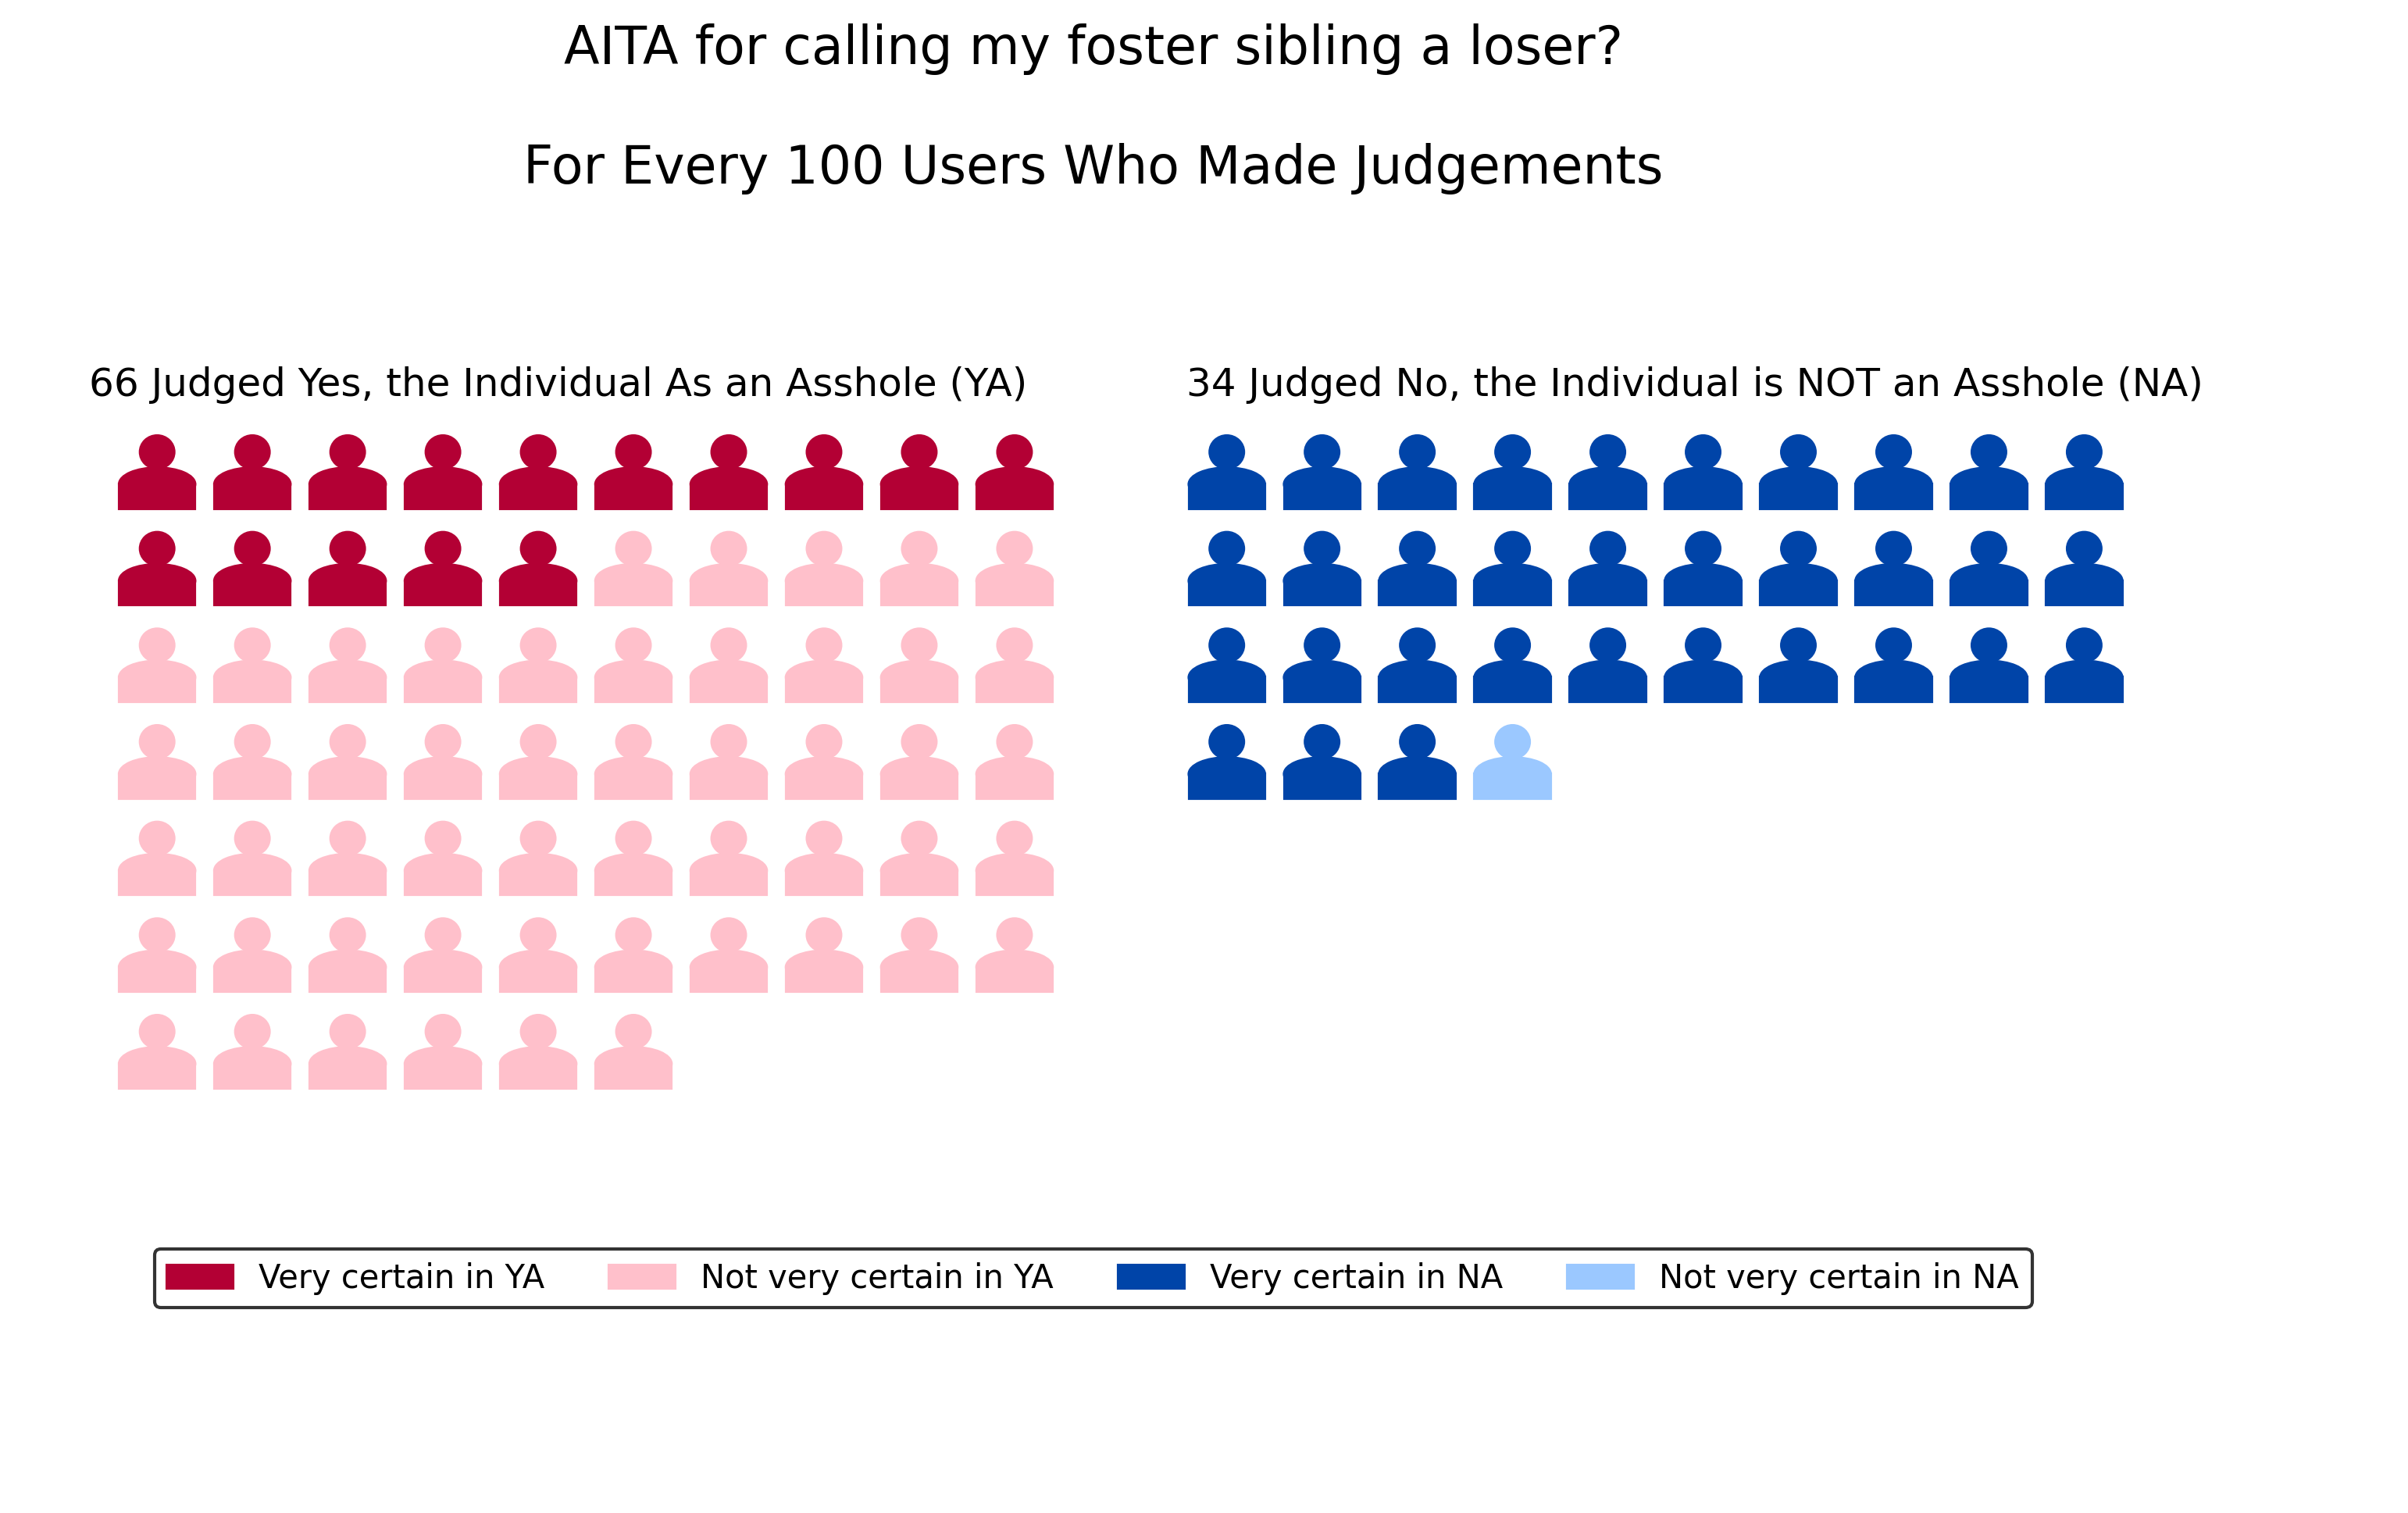 AITA for calling my foster sibling a loser?
For Every 100 Users Who Made Judgements
66 Judged Yes, the Individual As an Asshole (YA)
34 Judged No, the Individual is NOT an Asshole (NA)
Very certain in YA
Not very certain in YA
Very certain in NA
Not very certain in NA